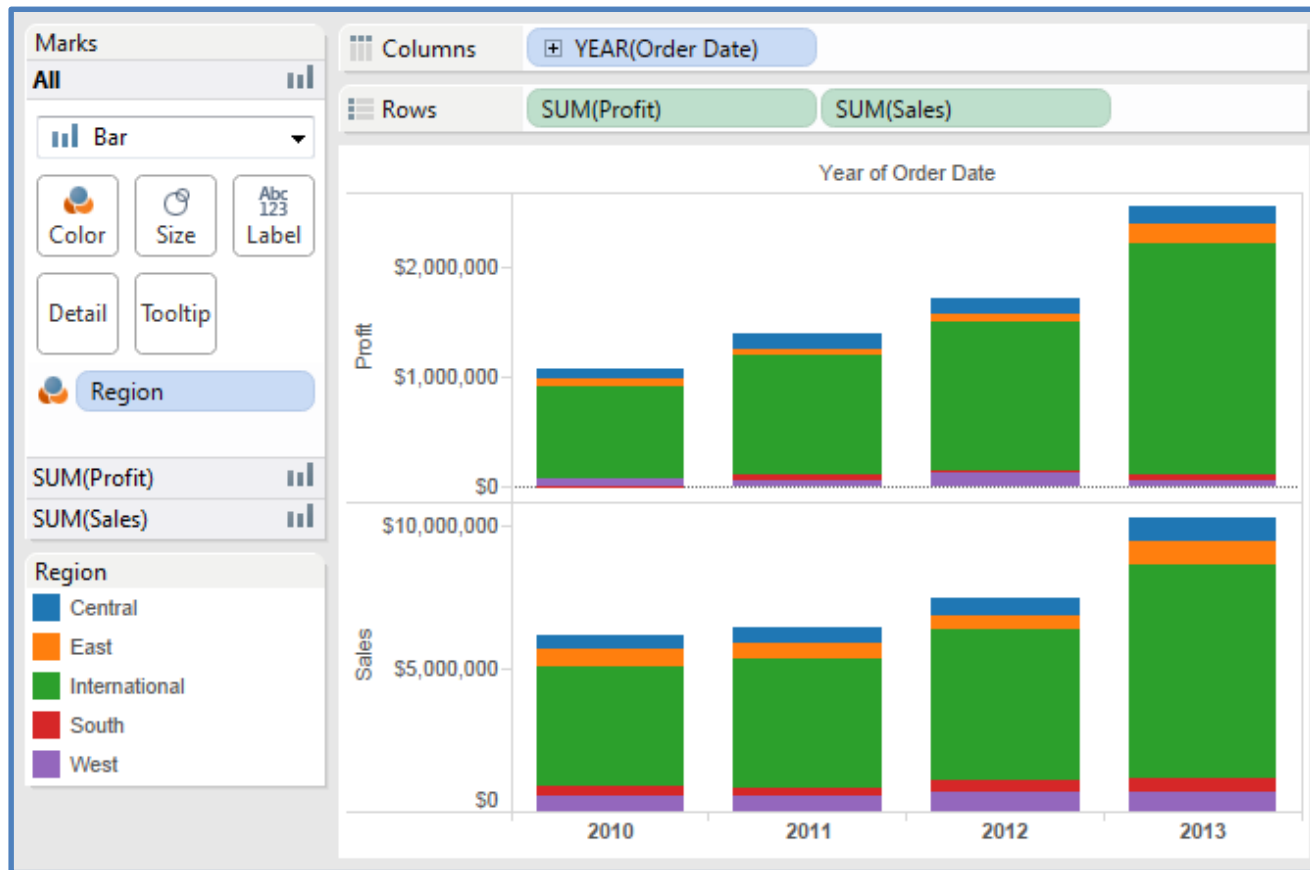 Marks
All
Bar
Color
Size
Abc
123
Label
Detail
Tooltip
Region
SUM(Profit)
SUM(Sales)
Region
Central
East
International
South
West
Columns
YEAR(Order Date)
Rows
SUM(Profit)
SUM(Sales)
Year of Order Date
Profit
$2,000,000
$1,000,000
$0
Sales
$10,000,000
$5,000,000
$0
2010
2011
2012
2013